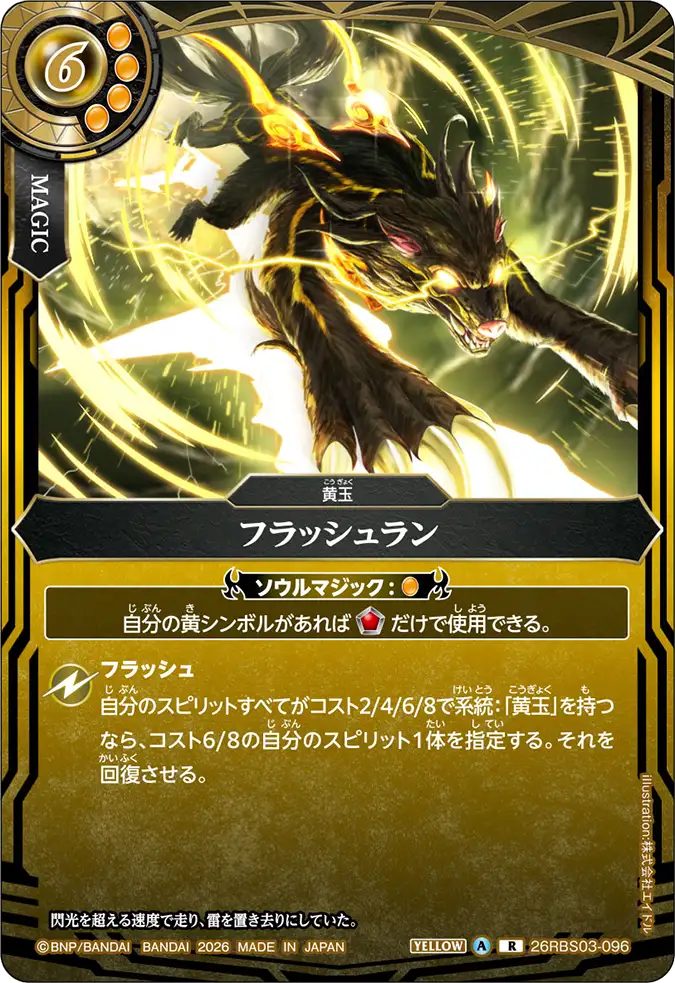 6
MAGIC
黄玉
こうぎょく
フラッシュラン
ソウルマジック:
自分の黄シンボルがあれば だけで使用できる。
じぶん き しよう
フラッシュ
自分のスピリットすべてがコスト2/4/6/8で系統:「黄玉」を持つ
じぶん けいとう こうぎょく も
なら、コスト6/8の自分のスピリット1体を指定する。それを
じぶん たい してい
回復させる。
かいふく
illustration:株式会社エイドル
閃光を超える速度で走り、雷を置き去りにしていた。
©BNP/BANDAI BANDAI 2026 MADE IN JAPAN YELLOW A R 26RBS03-096